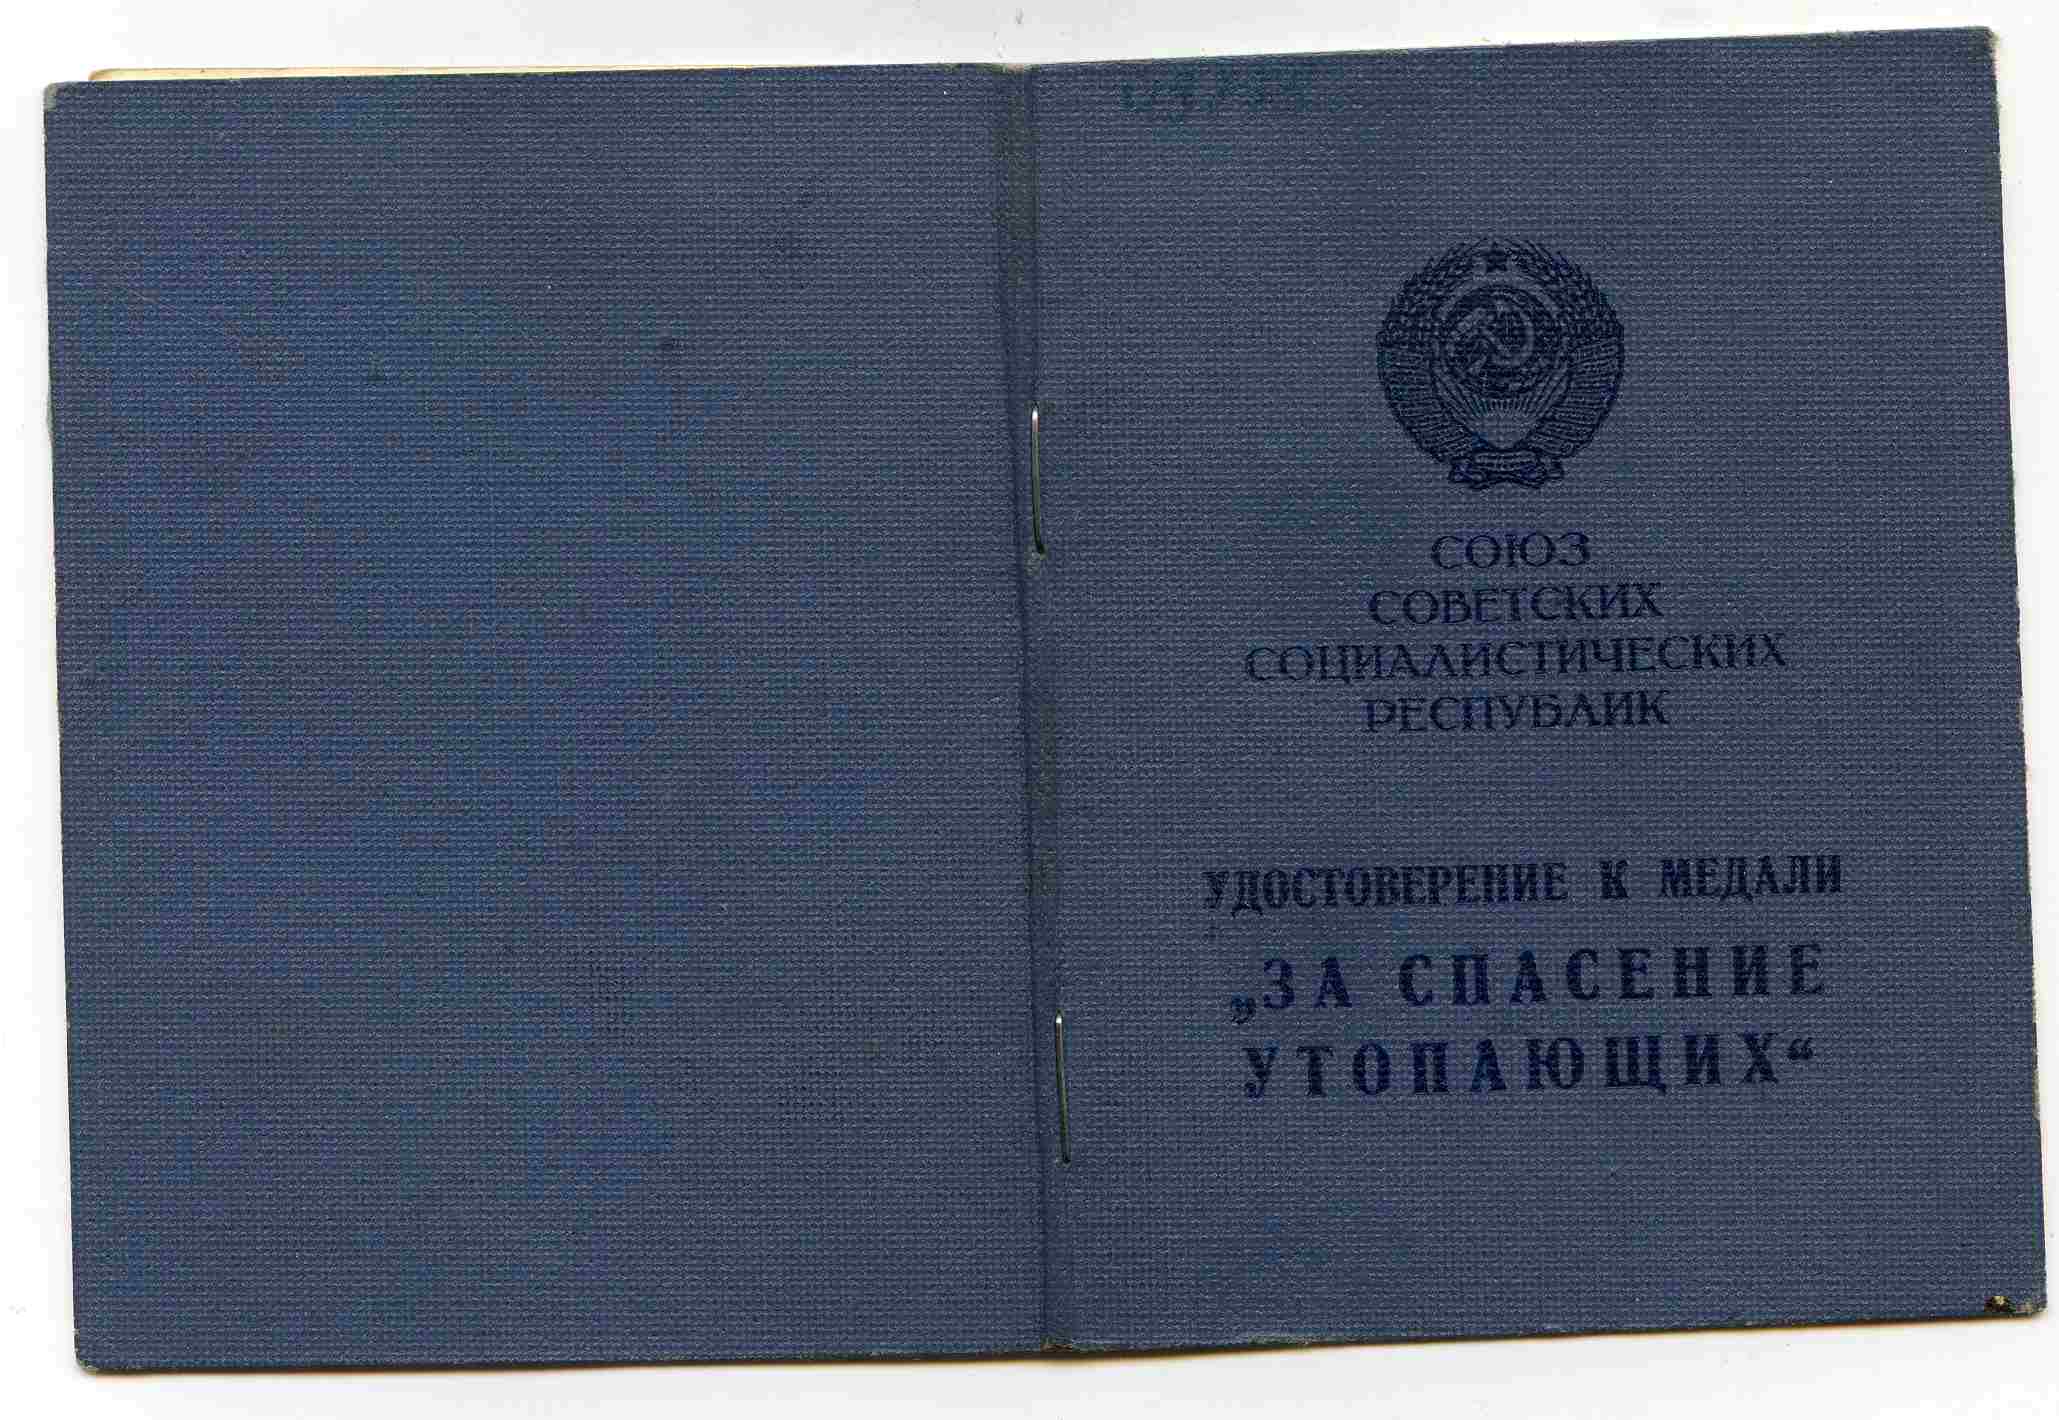 СОЮЗ
СОВЕТСКИХ
СОЦИАЛИСТИЧЕСКИХ
РЕСПУБЛИК
УДОСТОВЕРЕНИЕ К МЕДАЛИ
„ЗА СПАСЕНИЕ
УТОПАЮЩИХ“